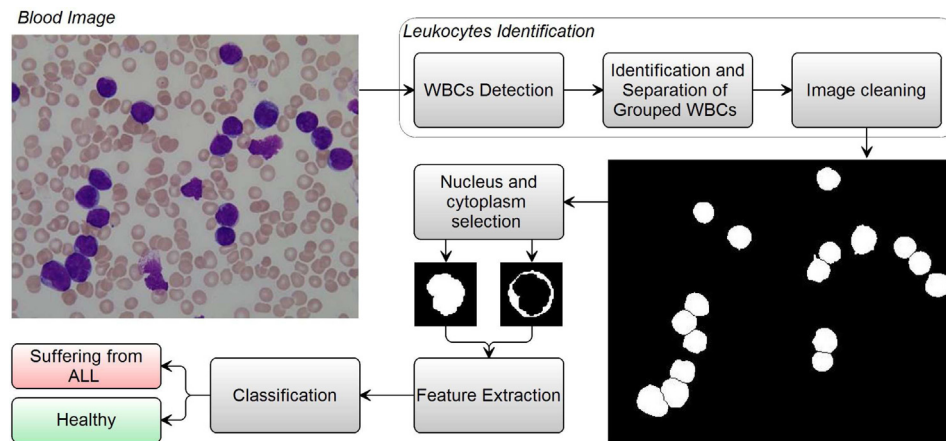 Blood Image
Leukocytes Identification
WBCs Detection
Identification and
Separation of
Grouped WBCs
Image cleaning
Nucleus and
cytoplasm
selection
Feature Extraction
Classification
Suffering from
ALL
Healthy